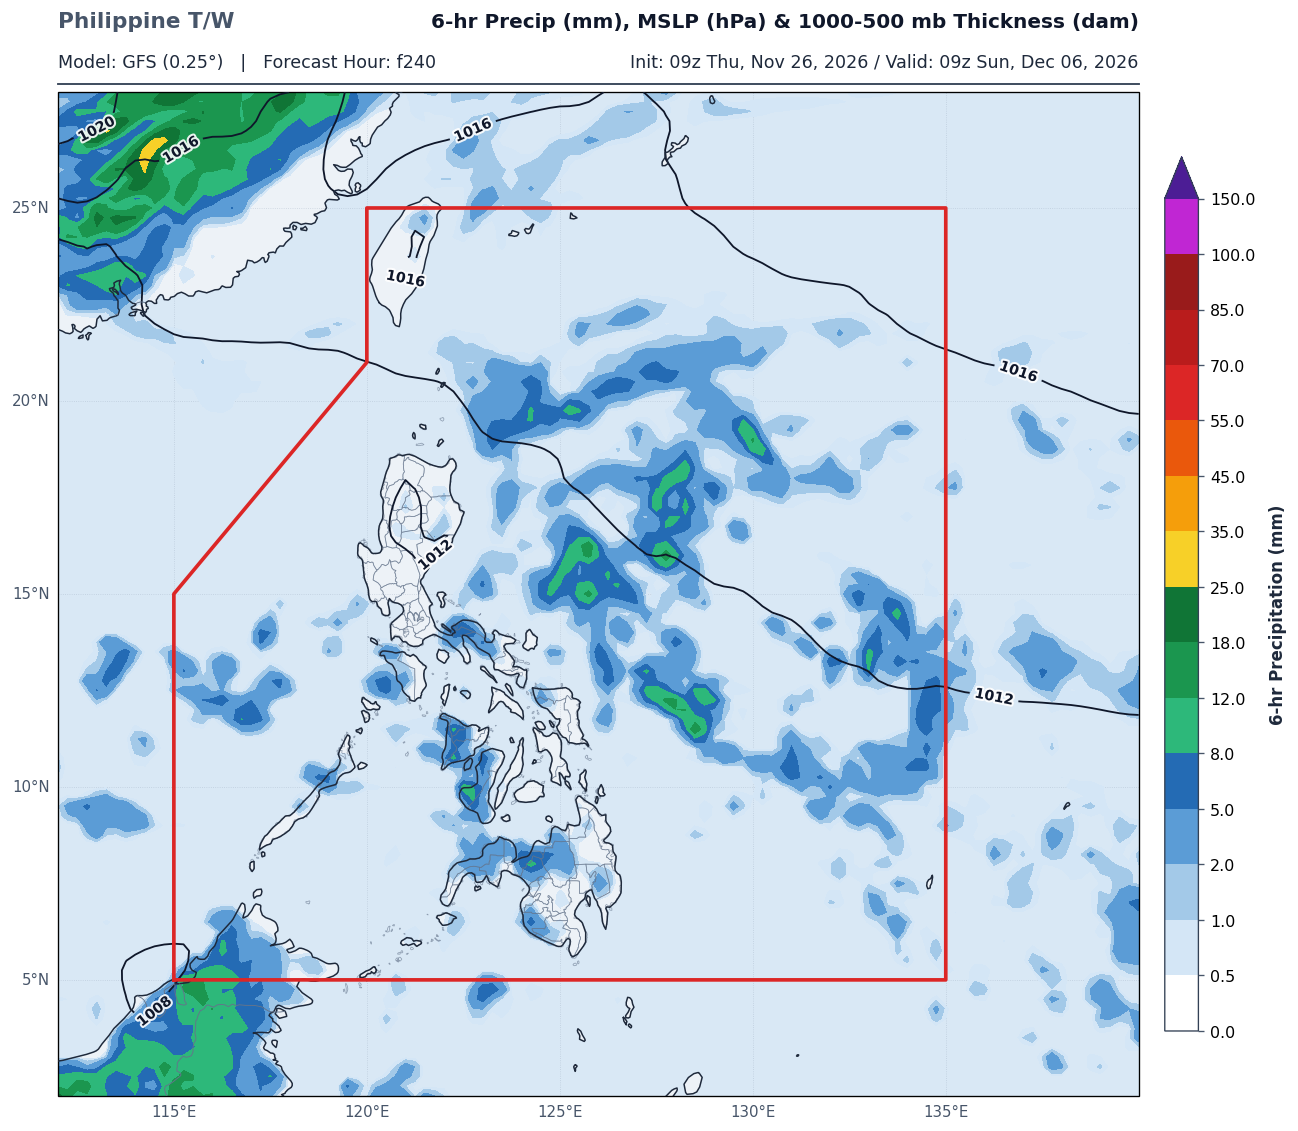 Philippine T/W
6-hr Precip (mm), MSLP (hPa) & 1000-500 mb Thickness (dam)
Model: GFS (0.25°) | Forecast Hour: f240
Init: 09z Thu, Nov 26, 2026 / Valid: 09z Sun, Dec 06, 2026
1020
1016
1016
1016
1016
1012
1012
1008
25°N
20°N
15°N
10°N
5°N
115°E
120°E
125°E
130°E
135°E
150.0
100.0
85.0
70.0
55.0
45.0
35.0
25.0
18.0
12.0
8.0
5.0
2.0
1.0
0.5
0.0
6-hr Precipitation (mm)